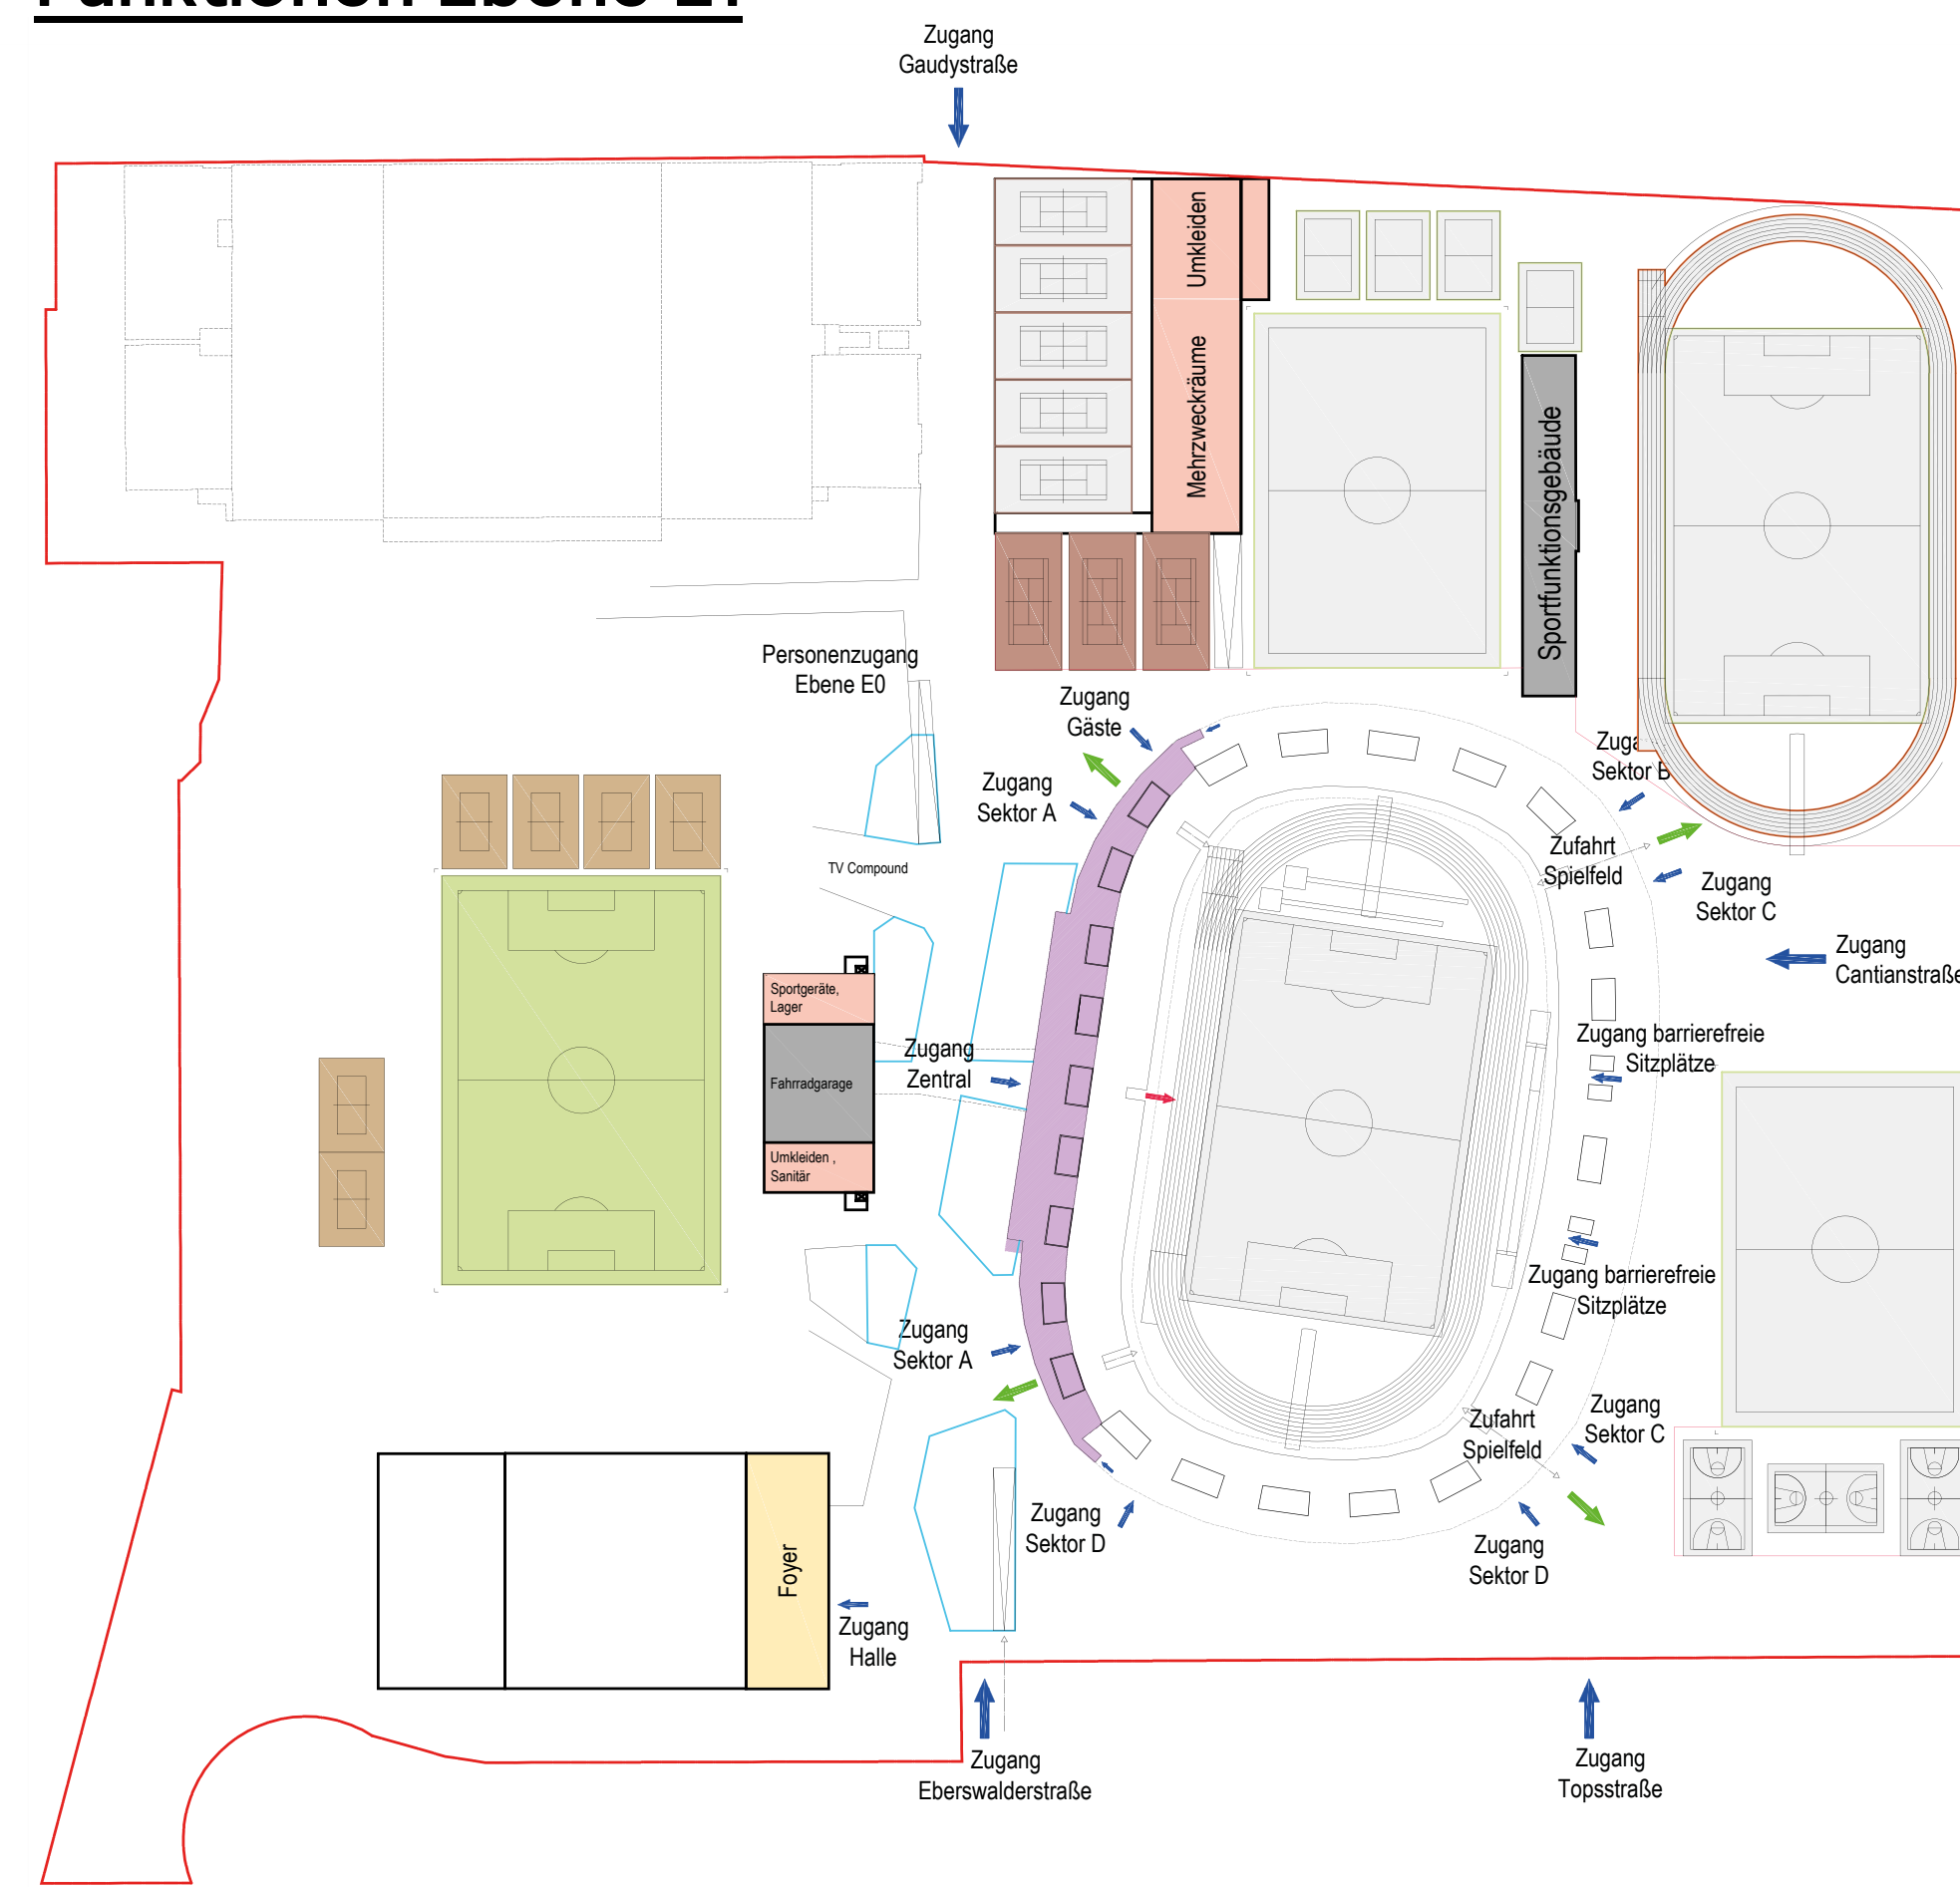 Funktionen Ebene
Zugang
Gaudystraße
Umkleiden
Mehrzweckräume
Sportfunktionsgebäude
Personenzugang
Ebene E0
Zugang
Gäste
Zugang
Sektor A
TV Compound
Sektor B
Zufahrt
Spielfeld
Zugang
Sektor C
Zugang
Cantianstraße
Sportgeräte,
Lager
Fahrradgarage
Umkleiden ,
Sanitär
Zugang
Zentral
Zugang barrierefreie
Sitzplätze
Zugang barrierefreie
Sitzplätze
Zugang
Sektor A
Zufahrt
Spielfeld
Zugang
Sektor C
Zugang
Sektor D
Zugang
Sektor D
Foyer
Zugang
Halle
Zugang
Eberswalderstraße
Zugang
Topsstraße